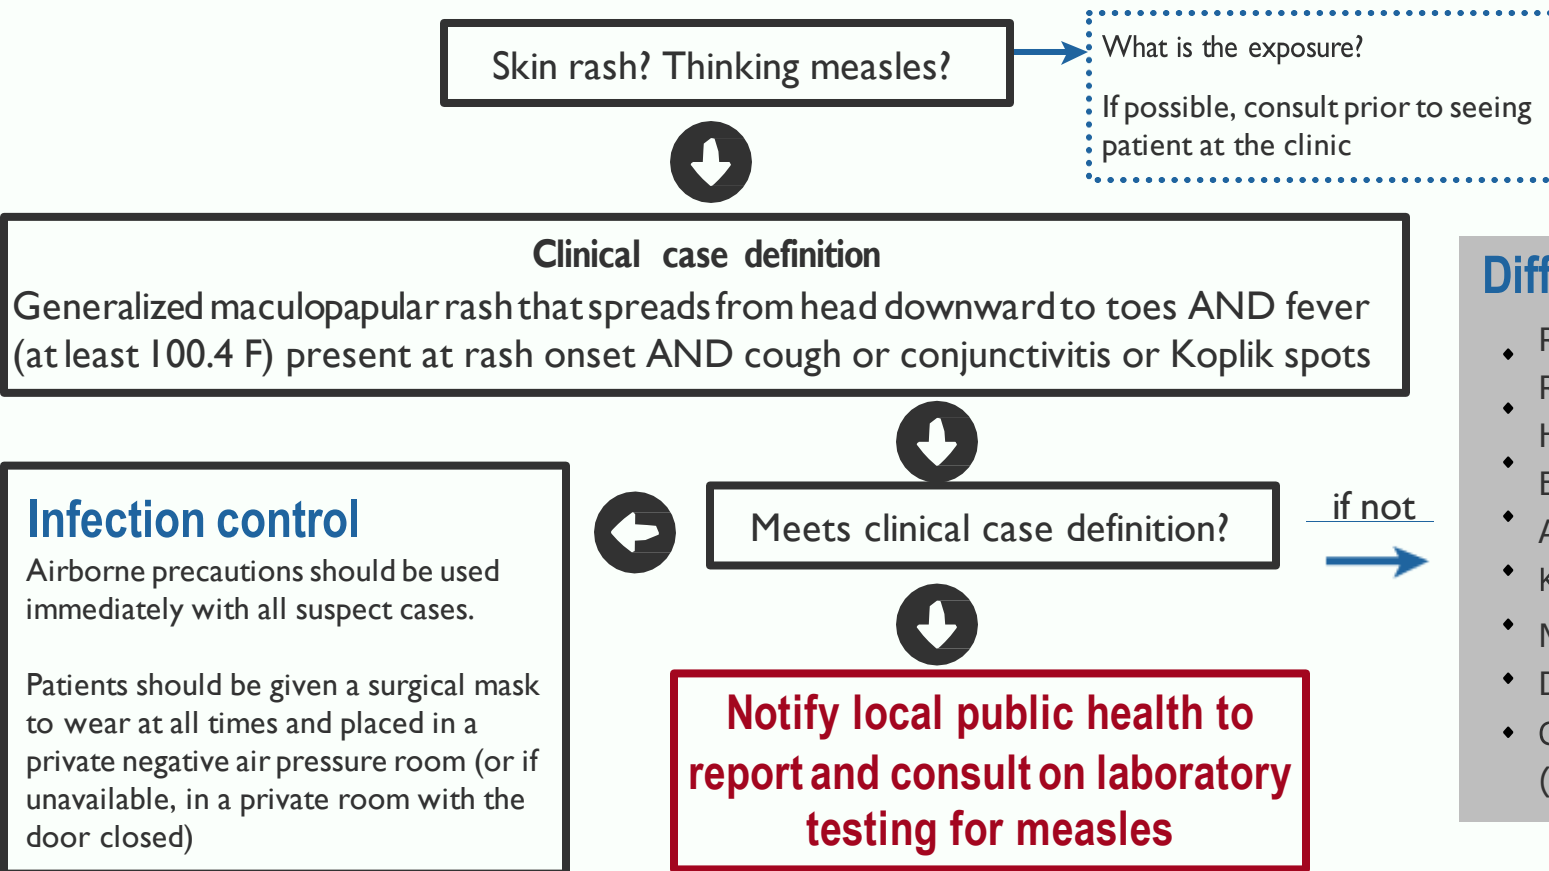 Skin rash? Thinking measles?
What is the exposure?
If possible, consult prior to seeing
patient at the clinic
Clinical case definition
Generalized maculopapular rash that spreads from head downward to toes AND fever
(at least 100.4 F) present at rash onset AND cough or conjunctivitis or Koplik spots
Infection control
Airborne precautions should be used
immediately with all suspect cases.
Patients should be given a surgical mask
to wear at all times and placed in a
private negative air pressure room (or if
unavailable, in a private room with the
door closed)
Meets clinical case definition?
if not
Notify local public health to
report and consult on laboratory
testing for measles